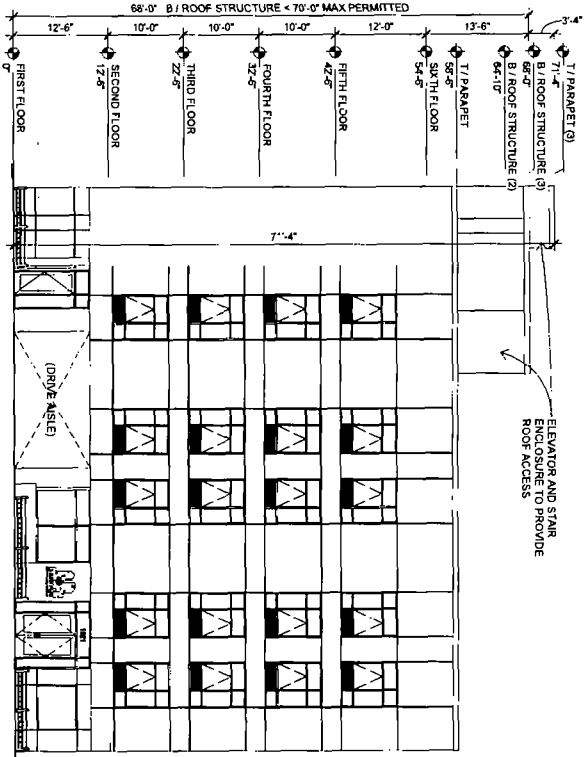 68'-0" B / ROOF STRUCTURE < 70'-0" MAX PERMITTED
12'-6"
10'-0"
10'-0"
10'-0"
12'-0"
13'-6"
3'-4"
T / PARAPET (3)
71'-4"
B / ROOF STRUCTURE (3)
68'-0"
B / ROOF STRUCTURE (2)
64'-10"
T / PARAPET
58'-6"
SIXTH FLOOR
54'-6"
FIFTH FLOOR
42'-6"
FOURTH FLOOR
32'-6"
THIRD FLOOR
22'-6"
SECOND FLOOR
12'-6"
FIRST FLOOR
0"
71'-4"
ELEVATOR AND STAIR
ENCLOSURE TO PROVIDE
ROOF ACCESS
(DRIVE AISLE)